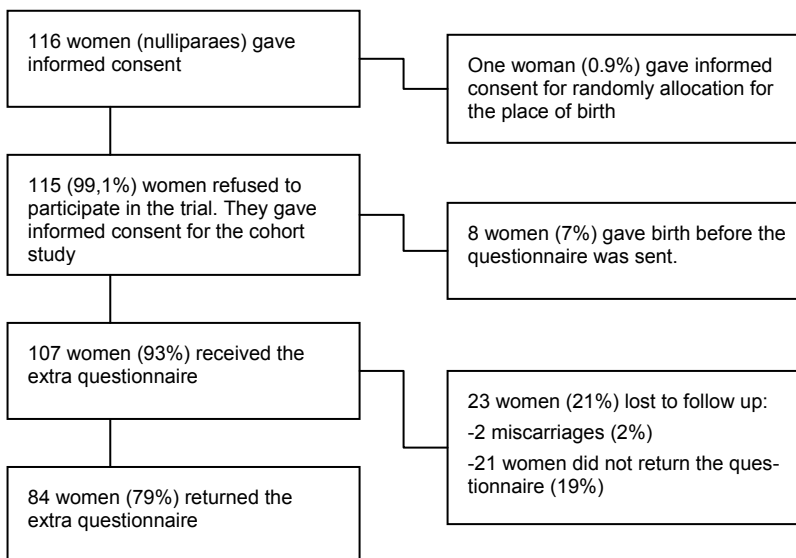 116 women (nulliparaes) gave
informed consent
One woman (0.9%) gave informed
consent for randomly allocation for
the place of birth
115 (99,1%) women refused to
participate in the trial. They gave
informed consent for the cohort
study
8 women (7%) gave birth before the
questionnaire was sent.
107 women (93%) received the
extra questionnaire
23 women (21%) lost to follow up:
-2 miscarriages (2%)
-21 women did not return the ques-
tionnaire (19%)
84 women (79%) returned the
extra questionnaire